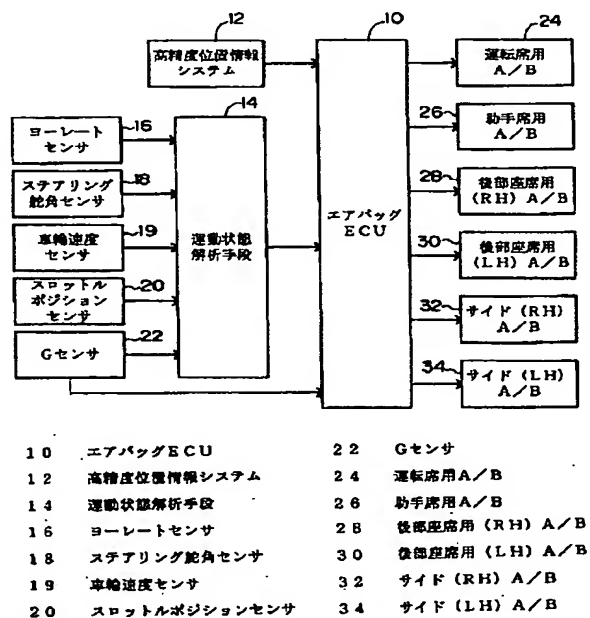 12
高精度位置情報
システム
10
24
運転席用
A/B
14
16
ヨーレート
センサ
26
助手席用
A/B
18
ステアリング
舵角センサ
28
後部座席用
(RH) A/B
エアバッグ
ECU
運動状態
解析手段
19
車輪速度
センサ
30
後部座席用
(LH) A/B
20
スロットル
ポジション
センサ
32
サイド (RH)
A/B
22
Gセンサ
34
サイド (LH)
A/B
10 エアバッグECU
12 高精度位置情報システム
14 運動状態解析手段
16 ヨーレートセンサ
18 ステアリング舵角センサ
19 車輪速度センサ
20 スロットルポジションセンサ
22 Gセンサ
24 運転席用A/B
26 助手席用A/B
28 後部座席用 (RH) A/B
30 後部座席用 (LH) A/B
32 サイド (RH) A/B
34 サイド (LH) A/B